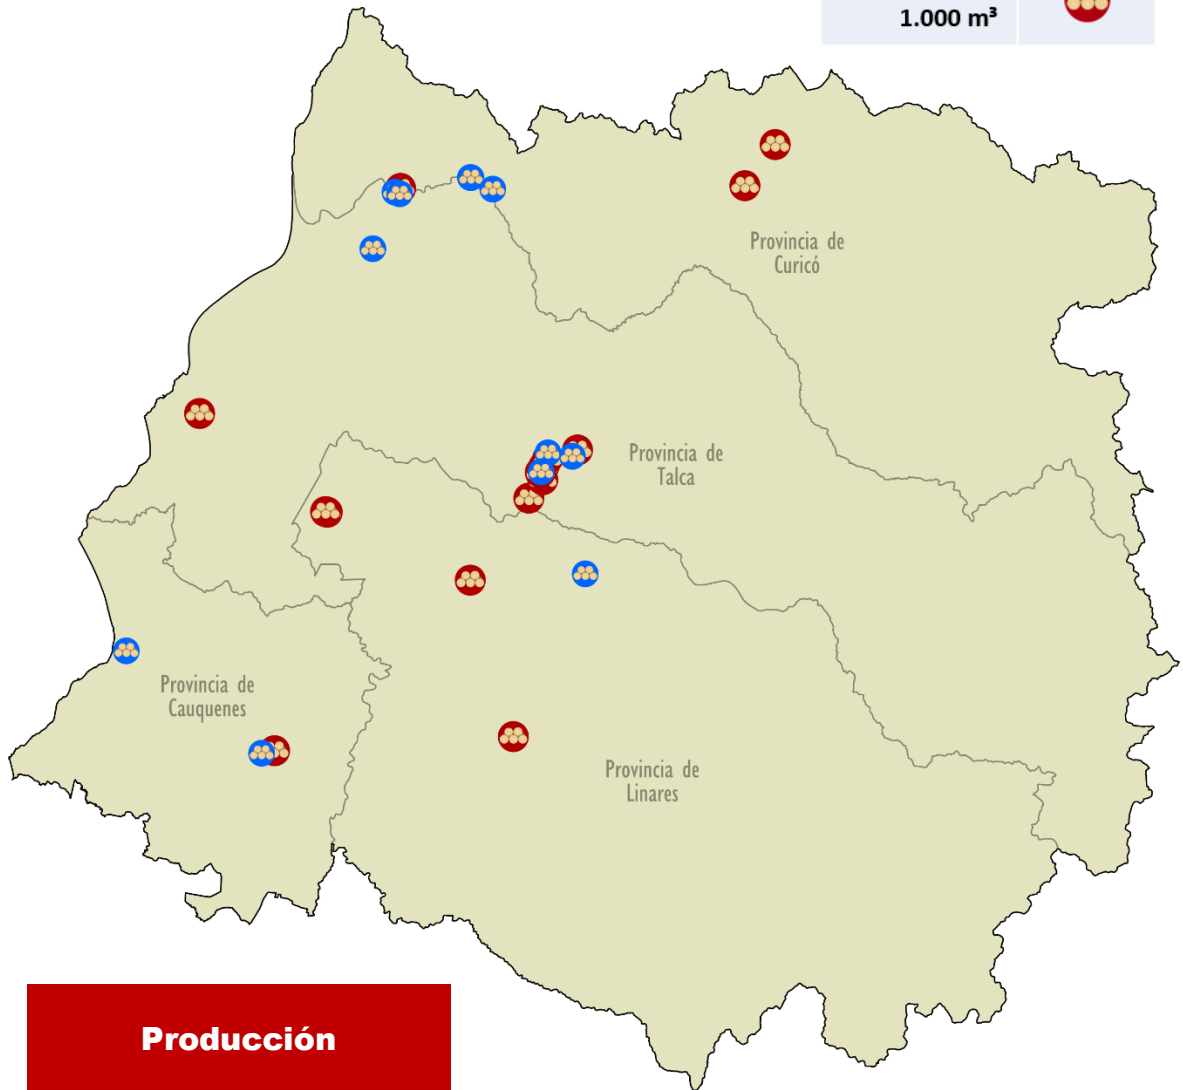 1.000 m³
Provincia de
Curicó
Provincia de
Talca
Provincia de
Cauquenes
Provincia de
Linares
Producción